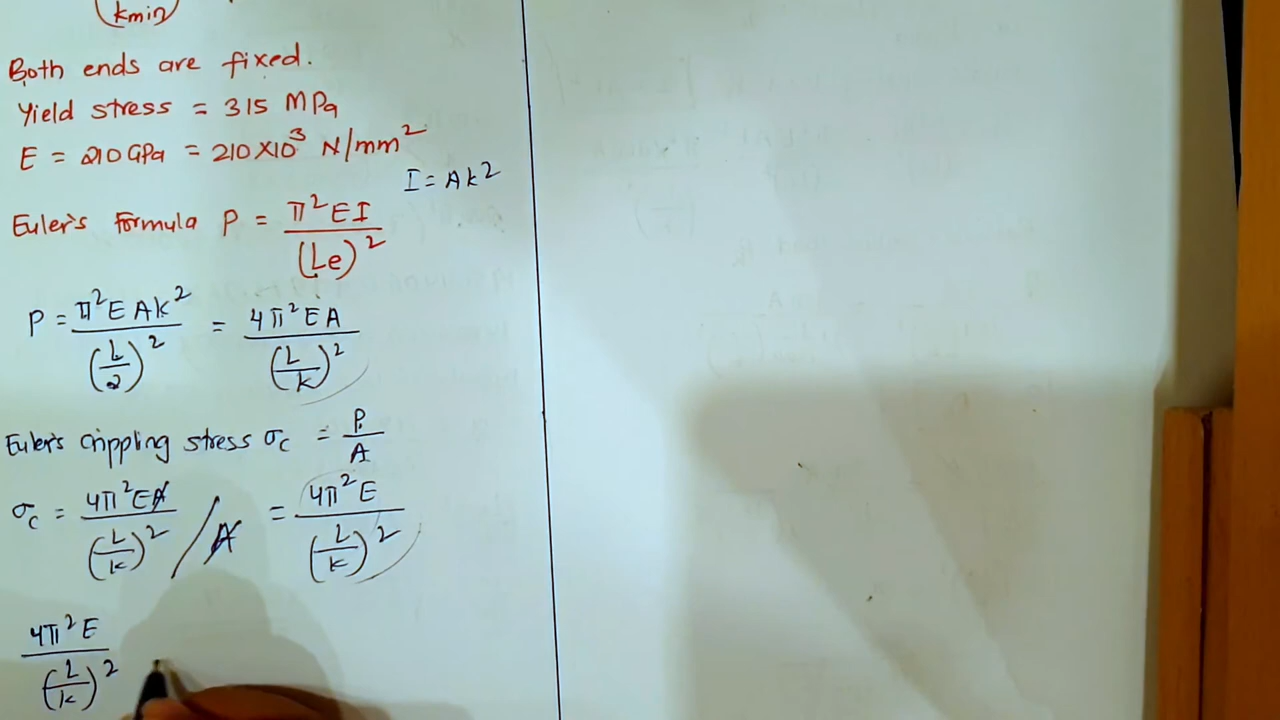 (kmin)
Both ends are fixed.
Yield stress = 315 MPa
E = 210 GPa = 210×10³ N/mm²
I = Ak²
Euler's Formula P = π²EI / (Le)²
P = π²EAk² / (L/2)² = 4π²EA / (L/k)²
Euler's crippling stress σc = P/A
σc = 4π²EA / (L/k)² / A = 4π²E / (L/k)²
4π²E / (L/k)²